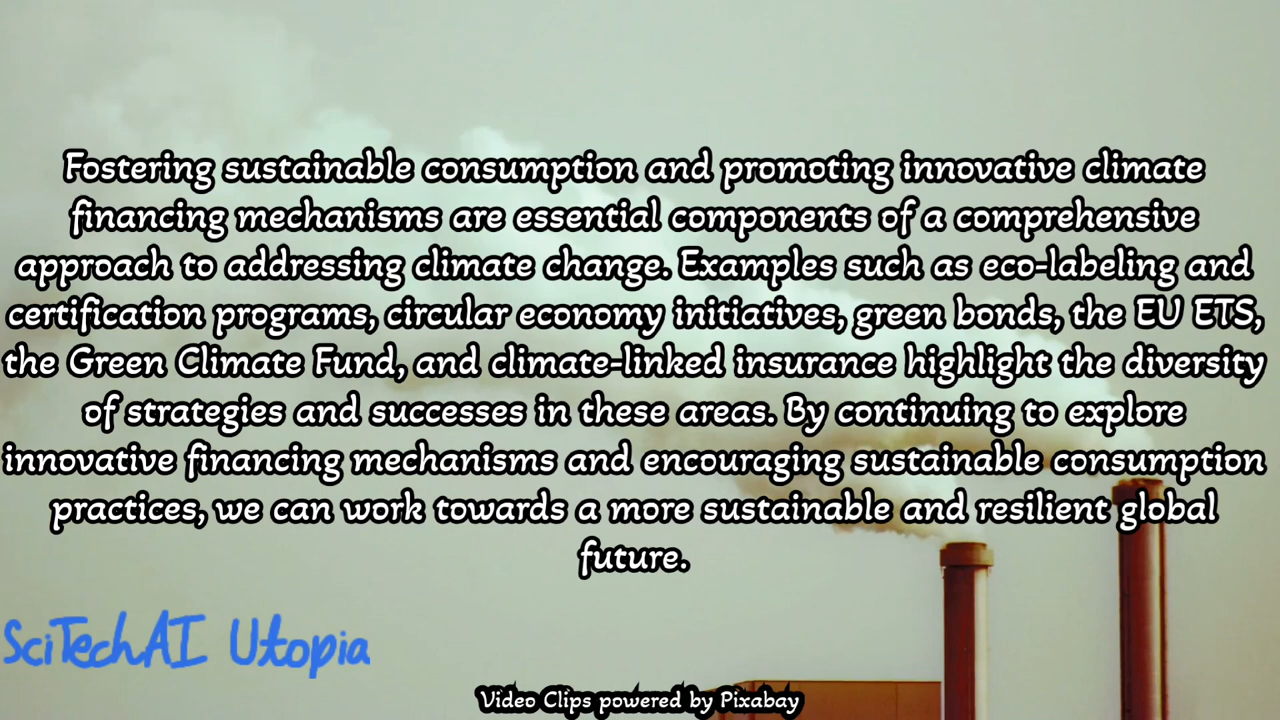 Fostering sustainable consumption and promoting innovative climate
financing mechanisms are essential components of a comprehensive
approach to addressing climate change. Examples such as eco-labeling and
certification programs, circular economy initiatives, green bonds, the EU ETS,
the Green Climate Fund, and climate-linked insurance highlight the diversity
of strategies and successes in these areas. By continuing to explore
innovative financing mechanisms and encouraging sustainable consumption
practices, we can work towards a more sustainable and resilient global
future.
SciTechAI Utopia
Video Clips powered by Pixabay